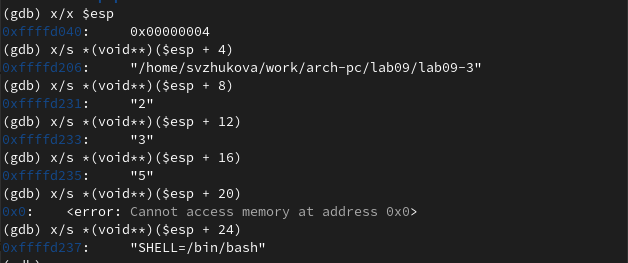 (gdb) x/x $esp
0xffffd040:     0x00000004
(gdb) x/s *(void**)($esp + 4)
0xffffd206:     "/home/svzhukova/work/arch-pc/lab09/lab09-3"
(gdb) x/s *(void**)($esp + 8)
0xffffd231:     "2"
(gdb) x/s *(void**)($esp + 12)
0xffffd233:     "3"
(gdb) x/s *(void**)($esp + 16)
0xffffd235:     "5"
(gdb) x/s *(void**)($esp + 20)
0x0:    <error: Cannot access memory at address 0x0>
(gdb) x/s *(void**)($esp + 24)
0xffffd237:     "SHELL=/bin/bash"